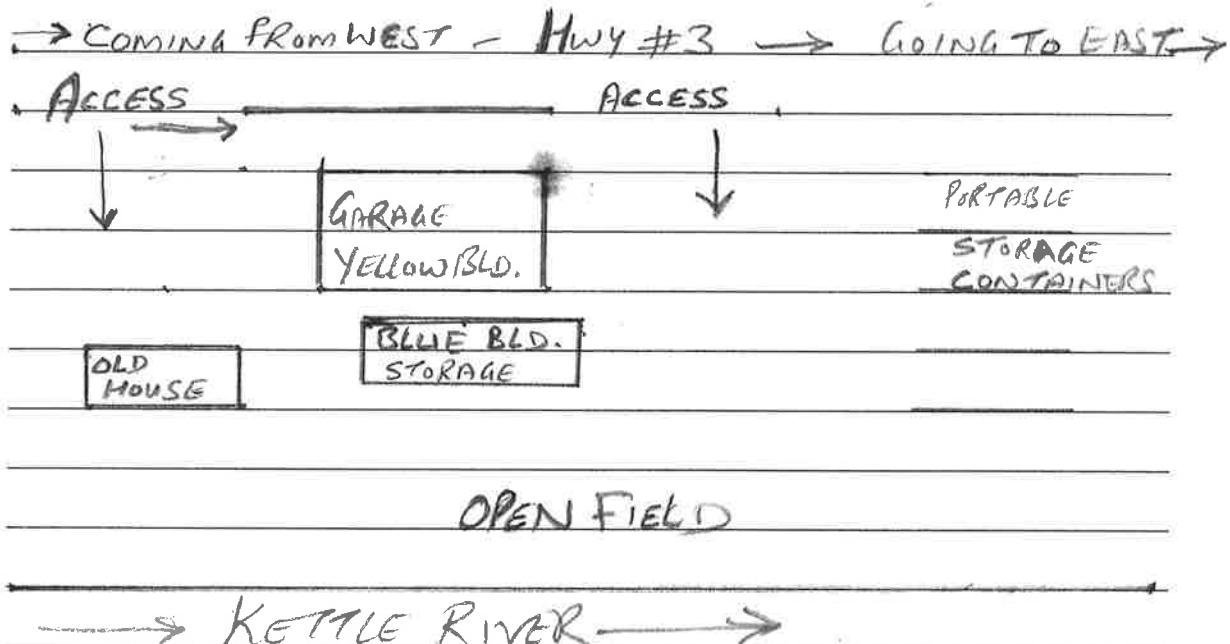 → COMING FROM WEST - HWY #3 → GOING TO EAST →
ACCESS → ACCESS
PORTABLE
GARAGE
STORAGE
YELLOW BLD.
CONTAINERS
BLUE BLD.
OLD
STORAGE
HOUSE
OPEN FIELD
→ KETTLE RIVER →